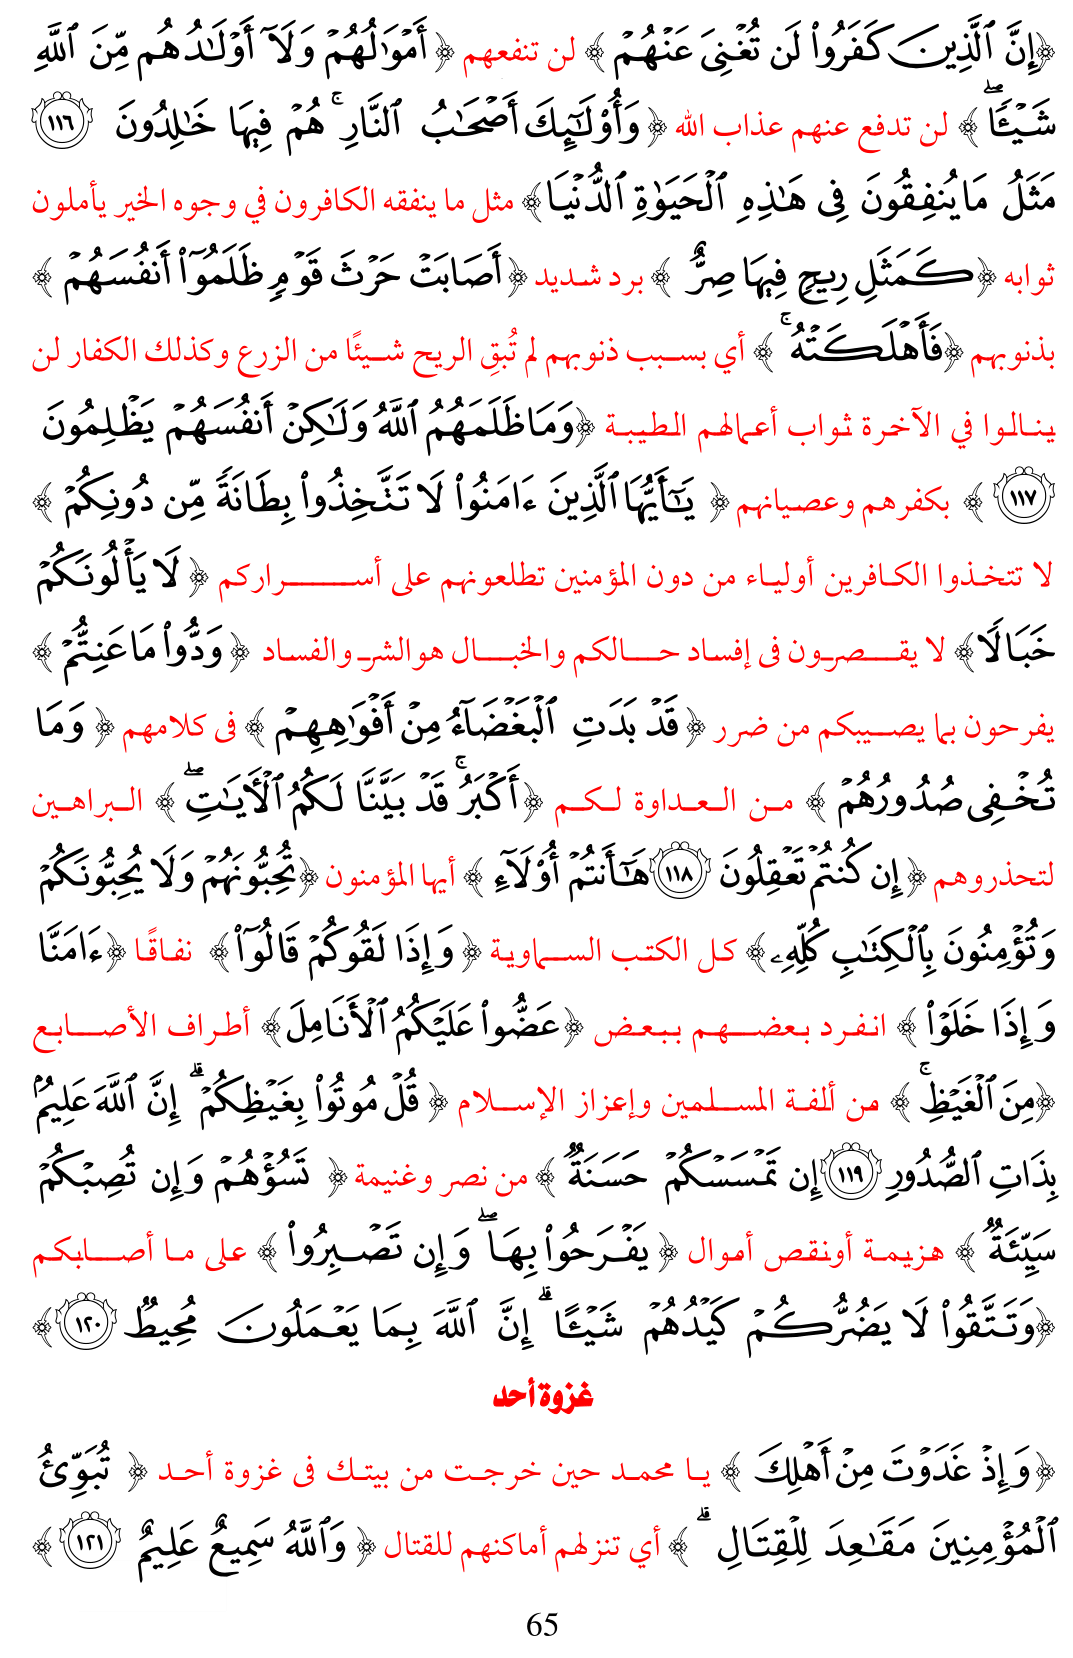 ﴿إِنَّ ٱلَّذِينَ كَفَرُوا۟ لَن تُغْنِىَ عَنْهُمْ ﴾ لن تنفعهم ﴿ أَمْوَٰلُهُمْ وَلَآ أَوْلَـٰدُهُم مِّنَ ٱللَّهِ
شَيْـًٔا ۖ﴾ لن تدفع عنهم عذاب الله ﴿ وَأُو۟لَـٰٓئِكَ أَصْحَـٰبُ ٱلنَّارِ ۚ هُمْ فِيهَا خَـٰلِدُونَ ١١٦
مَثَلُ مَا يُنفِقُونَ فِى هَـٰذِهِ ٱلْحَيَوٰةِ ٱلدُّنْيَا﴾ مثل ما ينفقه الكافرون في وجوه الخير يأملون
ثوابه ﴿كَمَثَلِ رِيحٍ فِيهَا صِرٌّ ﴾ برد شديد ﴿أَصَابَتْ حَرْثَ قَوْمٍ ظَلَمُوٓا۟ أَنفُسَهُمْ ﴾
بذنوبهم ﴿فَأَهْلَكَتْهُ ۚ ﴾ أي بسبب ذنوبهم لم تُبقِ الريح شيئًا من الزرع وكذلك الكفار لن
ينالوا في الآخرة ثواب أعمالهم الطيبة ﴿وَمَا ظَلَمَهُمُ ٱللَّهُ وَلَـٰكِنْ أَنفُسَهُمْ يَظْلِمُونَ
١١٧ ﴾ بكفرهم وعصيانهم ﴿ يَـٰٓأَيُّهَا ٱلَّذِينَ ءَامَنُوا۟ لَا تَتَّخِذُوا۟ بِطَانَةً مِّن دُونِكُمْ ﴾
لا تتخذوا الكافرين أولياء من دون المؤمنين تطلعونهم على أسراركم ﴿ لَا يَأْلُونَكُمْ
خَبَالًا﴾ لا يقصرون فى إفساد حالكم والخبال هوالشر والفساد ﴿ وَدُّوا۟ مَا عَنِتُّمْ ﴾
يفرحون بما يصيبكم من ضرر ﴿ قَدْ بَدَتِ ٱلْبَغْضَآءُ مِنْ أَفْوَٰهِهِمْ ﴾ فى كلامهم ﴿ وَمَا
تُخْفِى صُدُورُهُمْ ﴾ من العداوة لكم ﴿أَكْبَرُ ۚ قَدْ بَيَّنَّا لَكُمُ ٱلْـَٔايَـٰتِ ۖ ﴾ البراهين
لتحذروهم ﴿إِن كُنتُمْ تَعْقِلُونَ ١١٨ هَـٰٓأَنتُمْ أُو۟لَآءِ ﴾ أيها المؤمنون ﴿تُحِبُّونَهُمْ وَلَا يُحِبُّونَكُمْ
وَتُؤْمِنُونَ بِٱلْكِتَـٰبِ كُلِّهِۦ ﴾ كل الكتب السماوية ﴿ وَإِذَا لَقُوكُمْ قَالُوٓا۟﴾ نفاقًا ﴿ءَامَنَّا
وَإِذَا خَلَوْا۟ ﴾ انفرد بعضهم ببعض ﴿عَضُّوا۟ عَلَيْكُمُ ٱلْأَنَامِلَ﴾ أطراف الأصابع
﴿مِنَ ٱلْغَيْظِ ۚ ﴾ من ألفة المسلمين وإعزاز الإسلام ﴿ قُلْ مُوتُوا۟ بِغَيْظِكُمْ ۗ إِنَّ ٱللَّهَ عَلِيمٌۢ
بِذَاتِ ٱلصُّدُورِ ١١٩ إِن تَمْسَسْكُمْ حَسَنَةٌ ﴾ من نصر وغنيمة ﴿ تَسُؤْهُمْ وَإِن تُصِبْكُمْ
سَيِّئَةٌ ﴾ هزيمة أونقص أموال ﴿ يَفْرَحُوا۟ بِهَا ۖ وَإِن تَصْبِرُوا۟ ﴾ على ما أصابكم
﴿وَتَتَّقُوا۟ لَا يَضُرُّكُمْ كَيْدُهُمْ شَيْـًٔا ۗ إِنَّ ٱللَّهَ بِمَا يَعْمَلُونَ مُحِيطٌ ١٢٠ ﴾
غزوة أحد
﴿وَإِذْ غَدَوْتَ مِنْ أَهْلِكَ ﴾ يا محمد حين خرجت من بيتك فى غزوة أحد ﴿ تُبَوِّئُ
ٱلْمُؤْمِنِينَ مَقَـٰعِدَ لِلْقِتَالِ ۗ ﴾ أي تنزلهم أماكنهم للقتال ﴿ وَٱللَّهُ سَمِيعٌ عَلِيمٌ ١٢١ ﴾
65